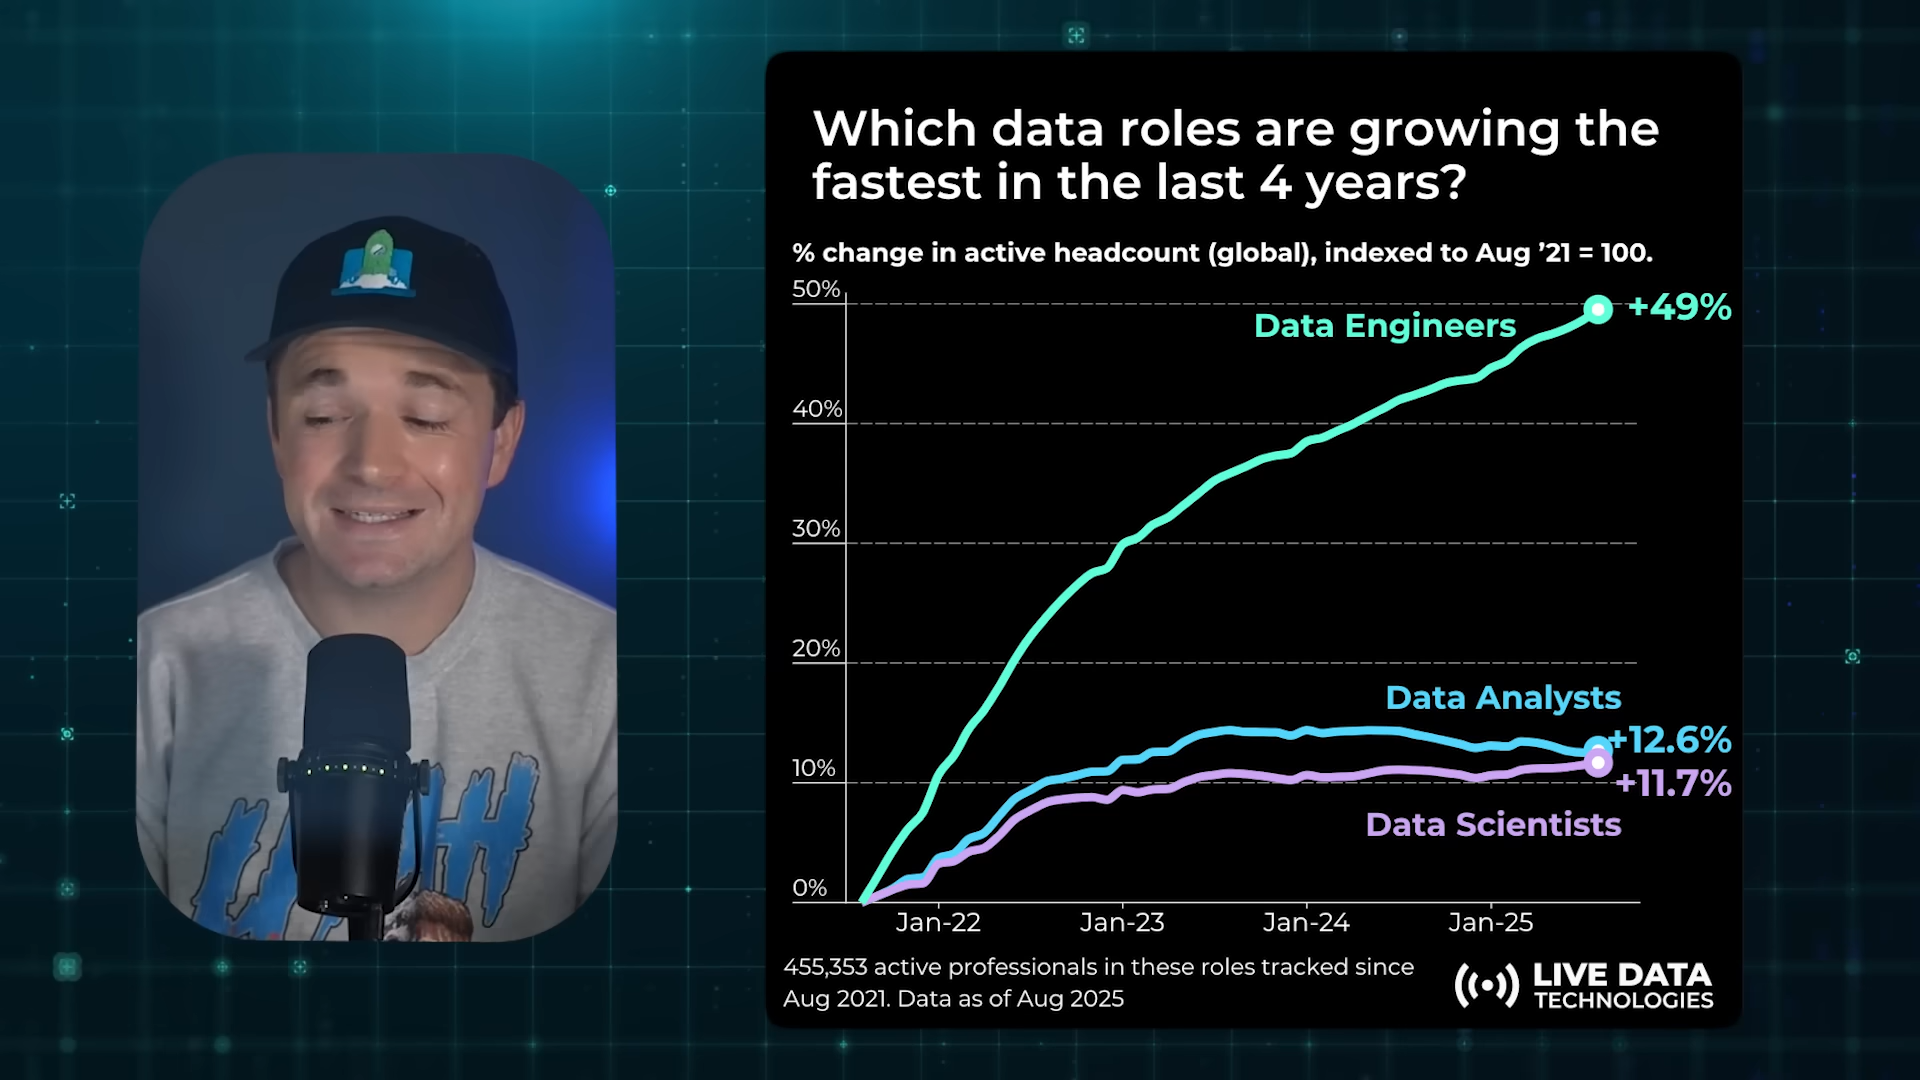 Which data roles are growing the
fastest in the last 4 years?
% change in active headcount (global), indexed to Aug ’21 = 100.
50%
Data Engineers
+49%
40%
30%
20%
Data Analysts
+12.6%
10%
+11.7%
Data Scientists
0%
Jan-22
Jan-23
Jan-24
Jan-25
455,353 active professionals in these roles tracked since
Aug 2021. Data as of Aug 2025
LIVE DATA
TECHNOLOGIES